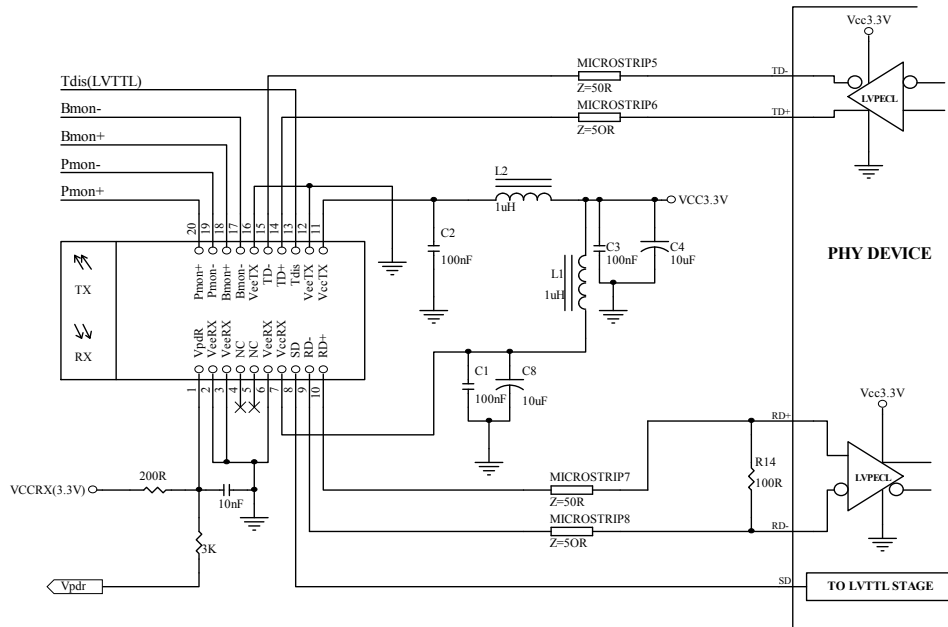 Vcc3.3V
MICROSTRIP5
TD-
Z=50R
LVPECL
MICROSTRIP6
TD+
Z=5OR
Tdis(LVTTL)
Bmon-
Bmon+
Pmon-
Pmon+
L2
1uH
VCC3.3V
C2
100nF
C3
100nF
C4
10uF
L1
1uH
PHY DEVICE
20
19
18
17
16
15
14
13
12
11
Pmon+
Pmon-
Bmon+
Bmon-
VeeTX
TD-
TD+
Tdis
VeeTX
VccTX
TX
RX
VpdR
VeeRX
VeeRX
NC
NC
VeeRX
VccRX
SD
RD-
RD+
1
2
3
4
5
6
7
8
9
10
C1
100nF
C8
10uF
Vcc3.3V
RD+
R14
100R
LVPECL
RD-
VCCRX(3.3V)
200R
10nF
3K
MICROSTRIP7
Z=50R
MICROSTRIP8
Z=5OR
Vpdr
SD
TO LVTTL STAGE